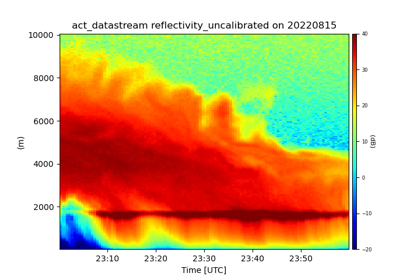 act_datastream reflectivity_uncalibrated on 20220815
10000
8000
6000
4000
2000
(m)
23:10 23:20 23:30 23:40 23:50
Time [UTC]
40
30
20
10
0
−10
−20
(dB)